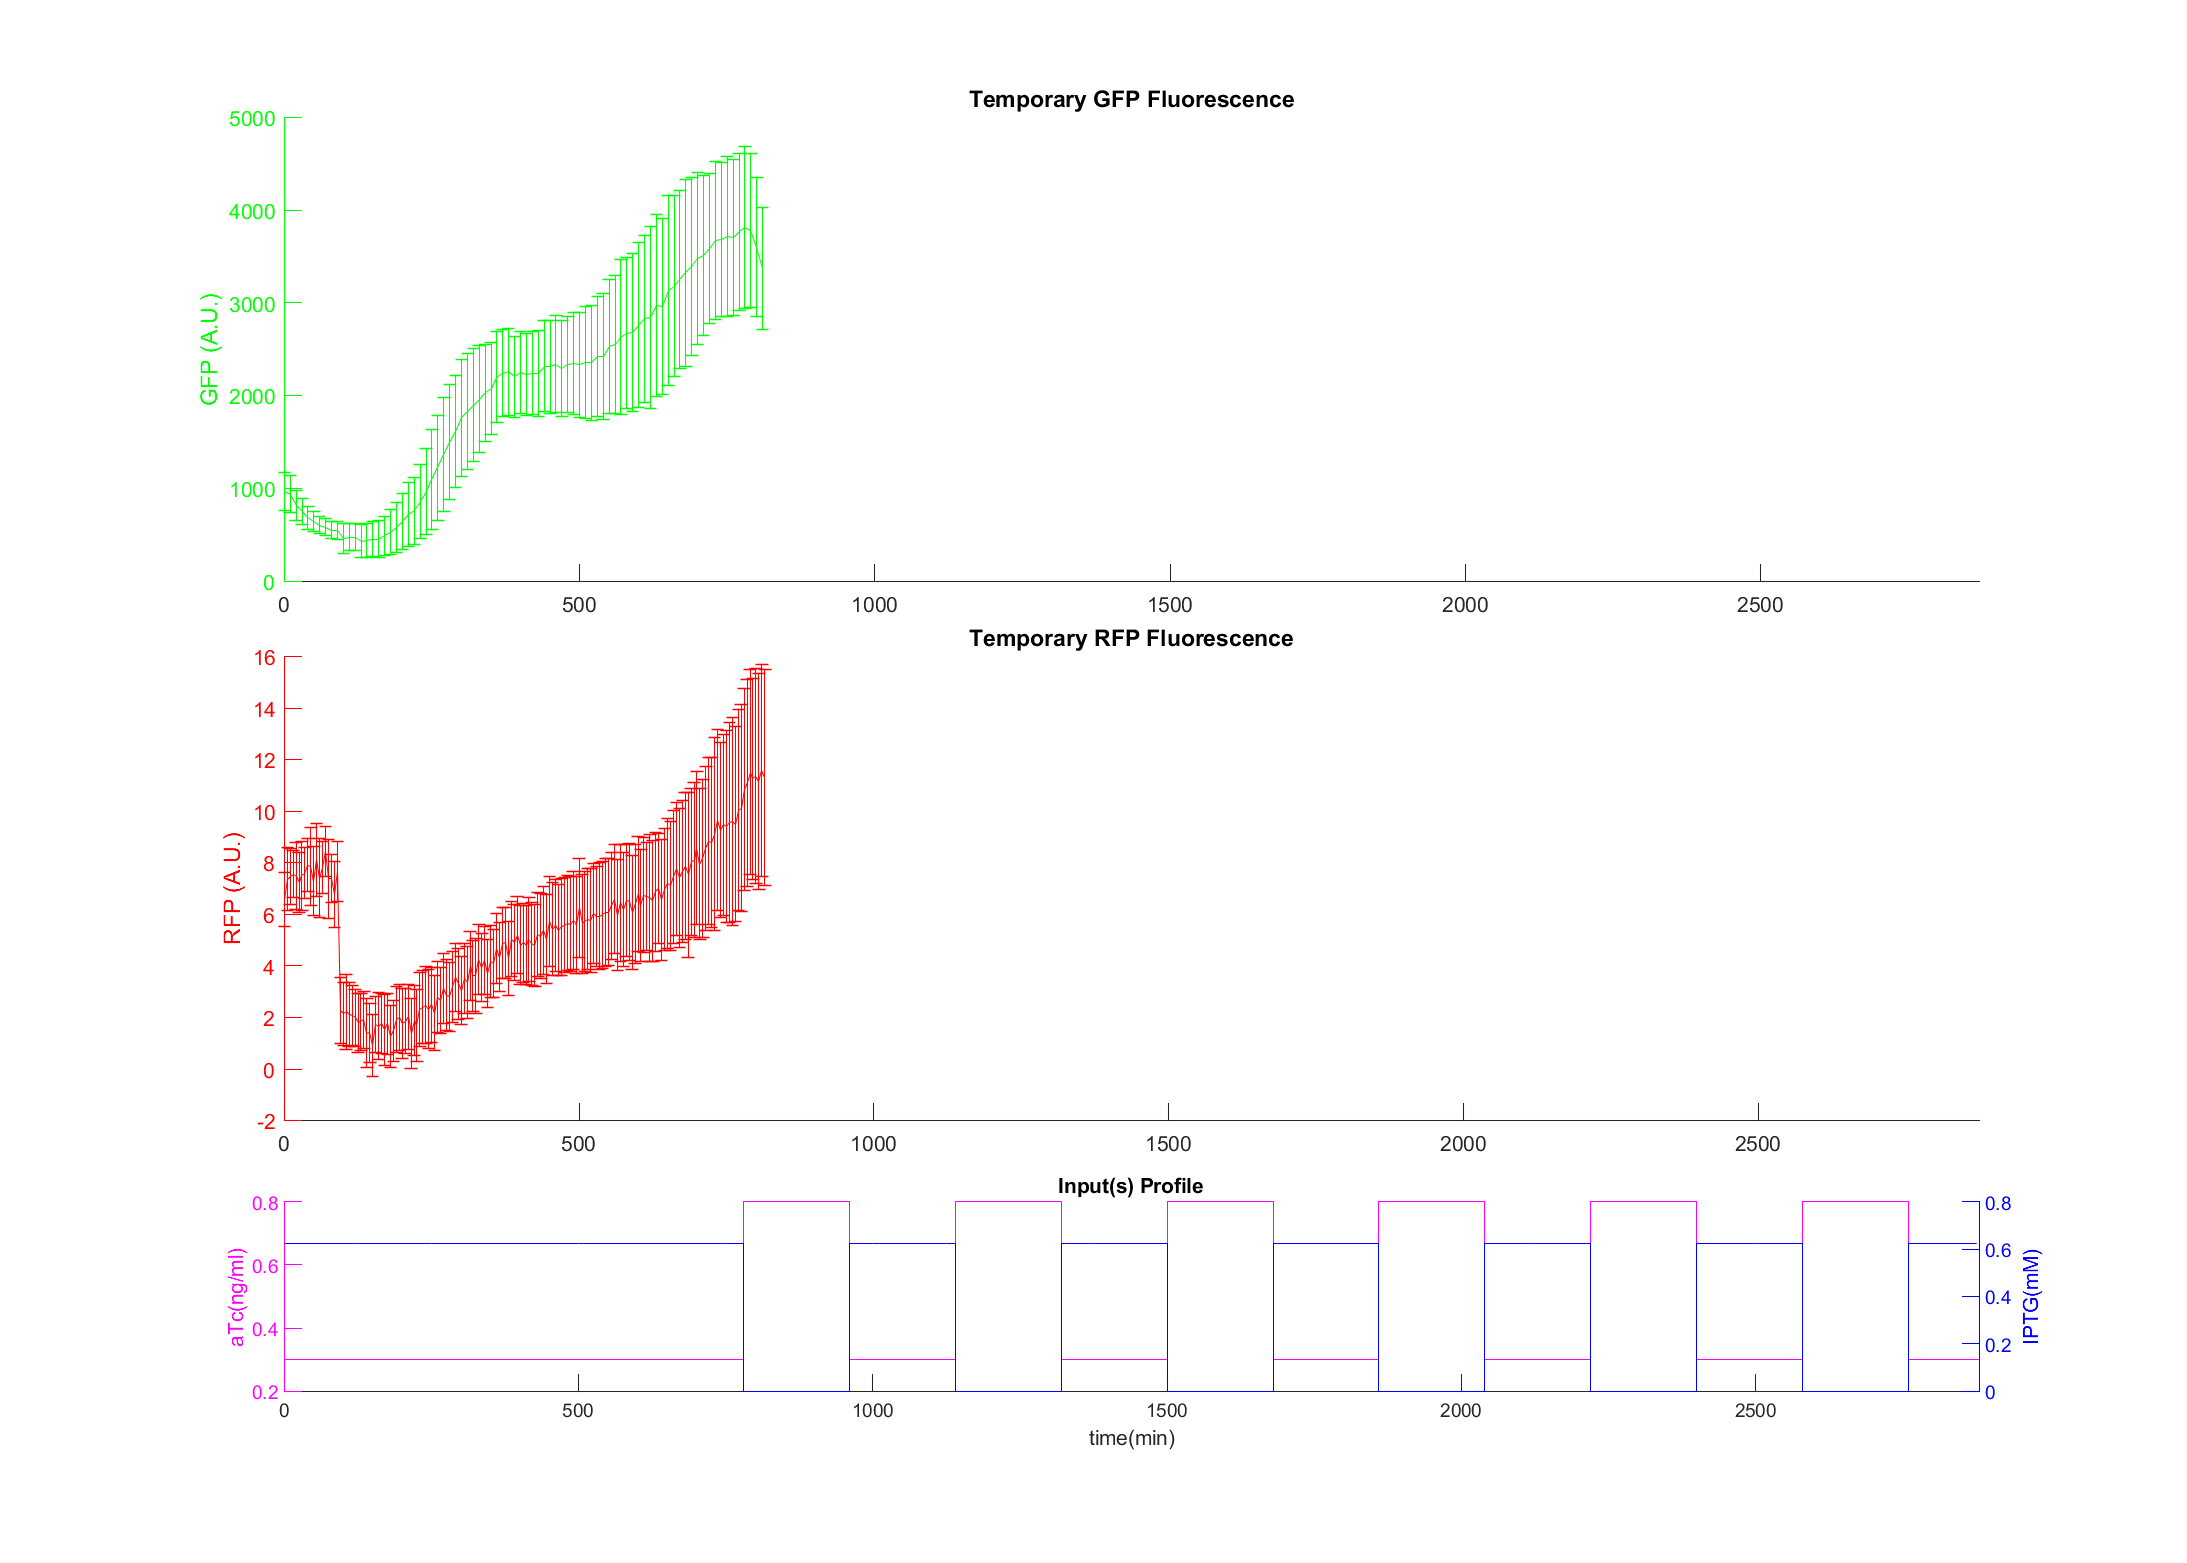 Temporary GFP Fluorescence
5000
4000
3000
2000
1000
0
GFP (A.U.)
0 500 1000 1500 2000 2500
Temporary RFP Fluorescence
16
14
12
10
8
6
4
2
0
-2
RFP (A.U.)
0 500 1000 1500 2000 2500
Input(s) Profile
0.8
0.6
0.4
0.2
aTc(ng/ml)
0.8
0.6
0.4
0.2
0
IPTG(mM)
0 500 1000 1500 2000 2500
time(min)